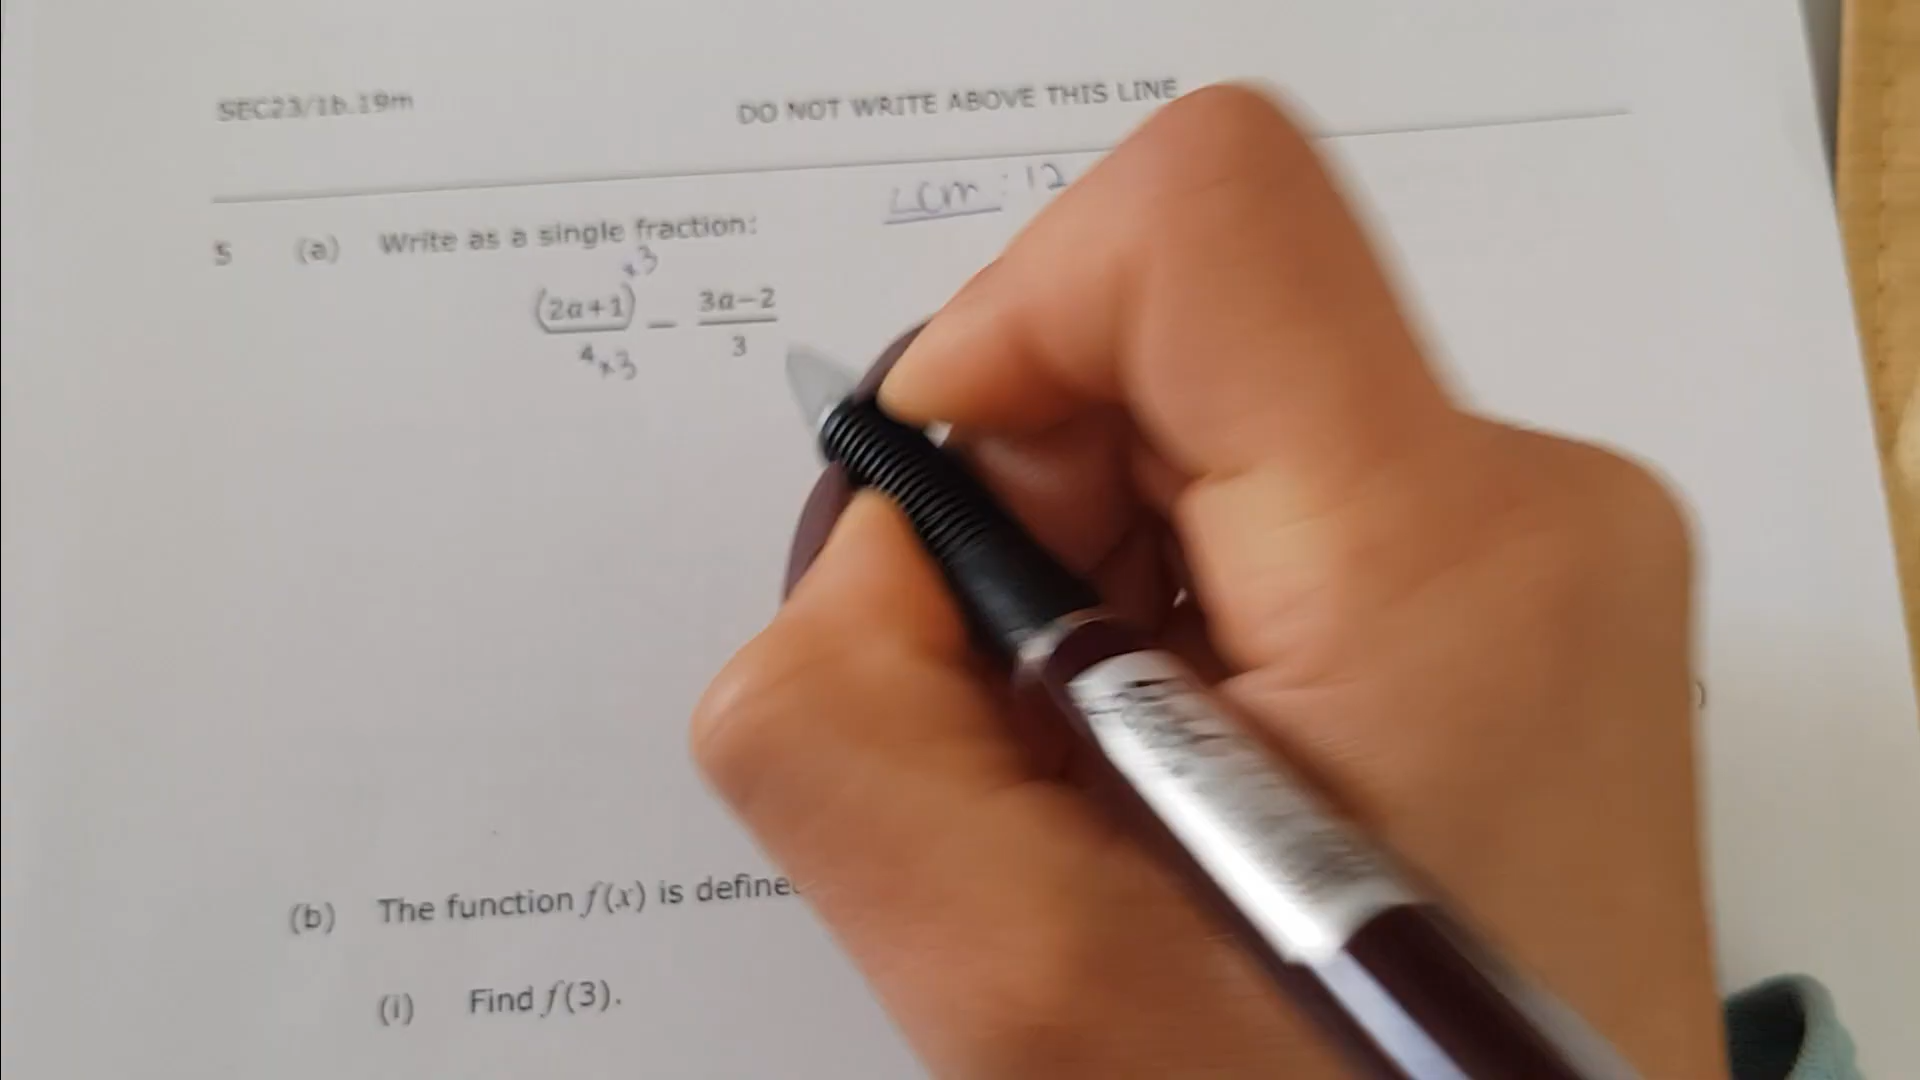 SEC23/1b.19m DO NOT WRITE ABOVE THIS LINE
LCM : 12
5 (a) Write as a single fraction:
×3
(2a+1) – 3a−2
4 ×3 3
(b) The function f(x) is define
(i) Find f(3).
)